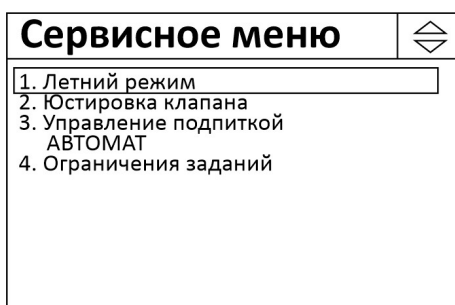 Сервисное меню
1. Летний режим
2. Юстировка клапана
3. Управление подпиткой
АВТОМАТ
4. Ограничения заданий